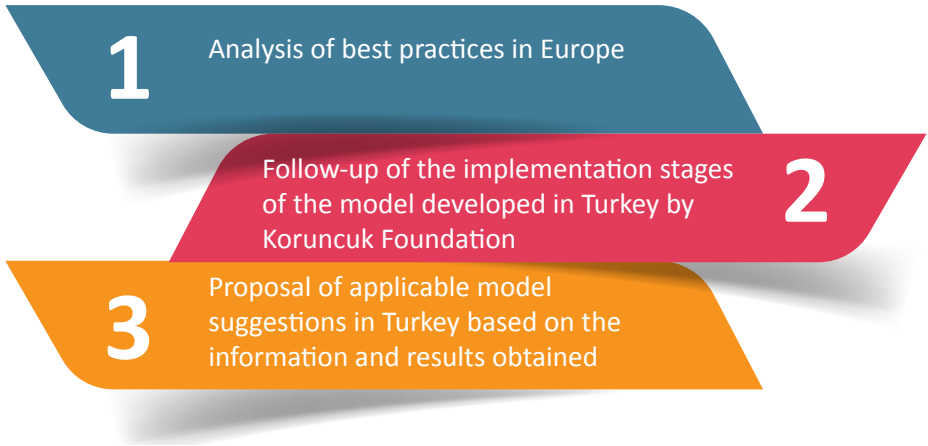 1
Analysis of best practices in Europe
Follow-up of the implementation stages
of the model developed in Turkey by
Koruncuk Foundation
2
3
Proposal of applicable model
suggestions in Turkey based on the
information and results obtained